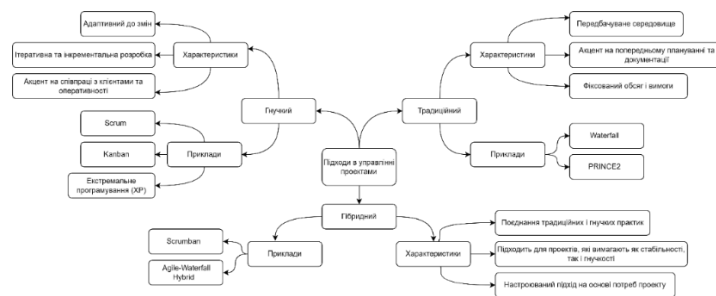 Адаптивний до змін
Ітеративна та інкрементальна розробка
Акцент на співпраці з клієнтами та
оперативності
Характеристики
Гнучкий
Scrum
Kanban
Екстремальне
програмування (XP)
Приклади
Передбачуване середовище
Акцент на попередньому плануванні та
документації
Фіксований обсяг і вимоги
Характеристики
Традиційний
Waterfall
PRINCE2
Приклади
Підходи в управлінні
проектами
Гібридний
Scrumban
Agile-Waterfall
Hybrid
Приклади
Характеристики
Поєднання традиційних і гнучких практик
Підходить для проектів, які вимагають як стабільності,
так і гнучкості
Настроюваний підхід на основі потреб проекту